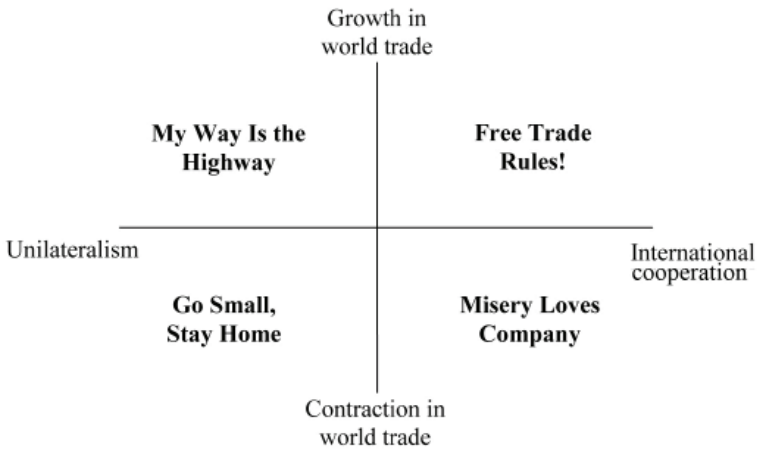 Growth in
world trade
My Way Is the
Highway
Free Trade
Rules!
Unilateralism
International
cooperation
Go Small,
Stay Home
Misery Loves
Company
Contraction in
world trade